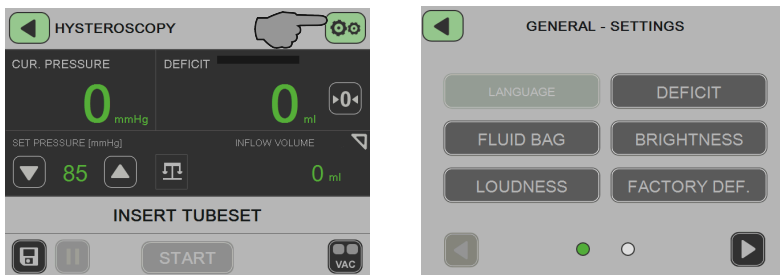 HYSTEROSCOPY
CUR. PRESSURE
DEFICIT
0 mmHg
0 ml
0
SET PRESSURE [mmHg]
INFLOW VOLUME
85
0 ml
INSERT TUBESET
START
VAC
GENERAL - SETTINGS
LANGUAGE
DEFICIT
FLUID BAG
BRIGHTNESS
LOUDNESS
FACTORY DEF.